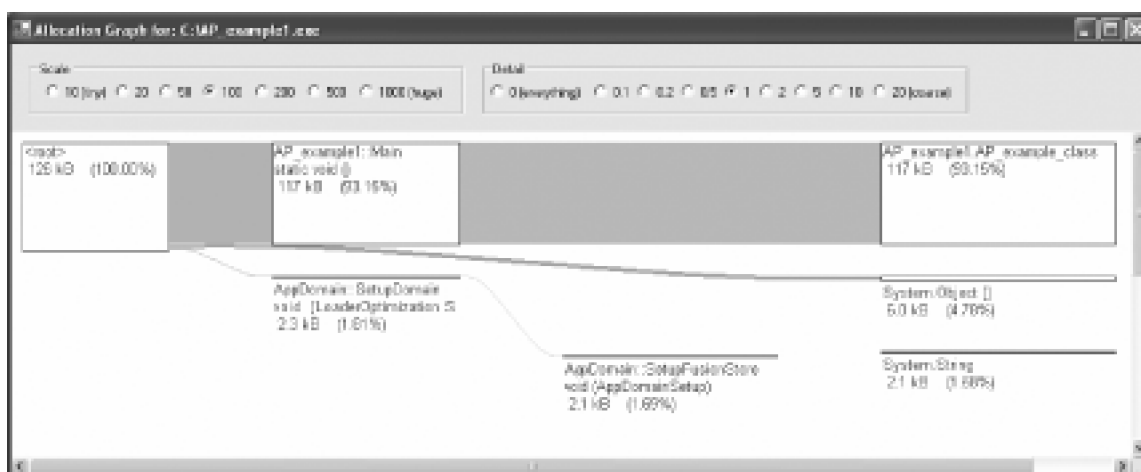 Allocation Graph for: C:\AP_example1.exe
Scale
10 (tiny) 20 50 100 200 500 1000 (huge)
Detail
0 (everything) 0.1 0.2 0.5 1 2 5 10 20 (coarse)
<root>
126 kB (100.00%)
AP_example1::Main
static void ()
117 kB (93.15%)
AP_example1.AP_example_class
117 kB (93.15%)
AppDomain::SetupDomain
void (LoaderOptimization S
2.3 kB (1.81%)
System.Object []
6.0 kB (4.78%)
AppDomain::SetupFusionStore
void (AppDomainSetup)
2.1 kB (1.69%)
System.String
2.1 kB (1.68%)